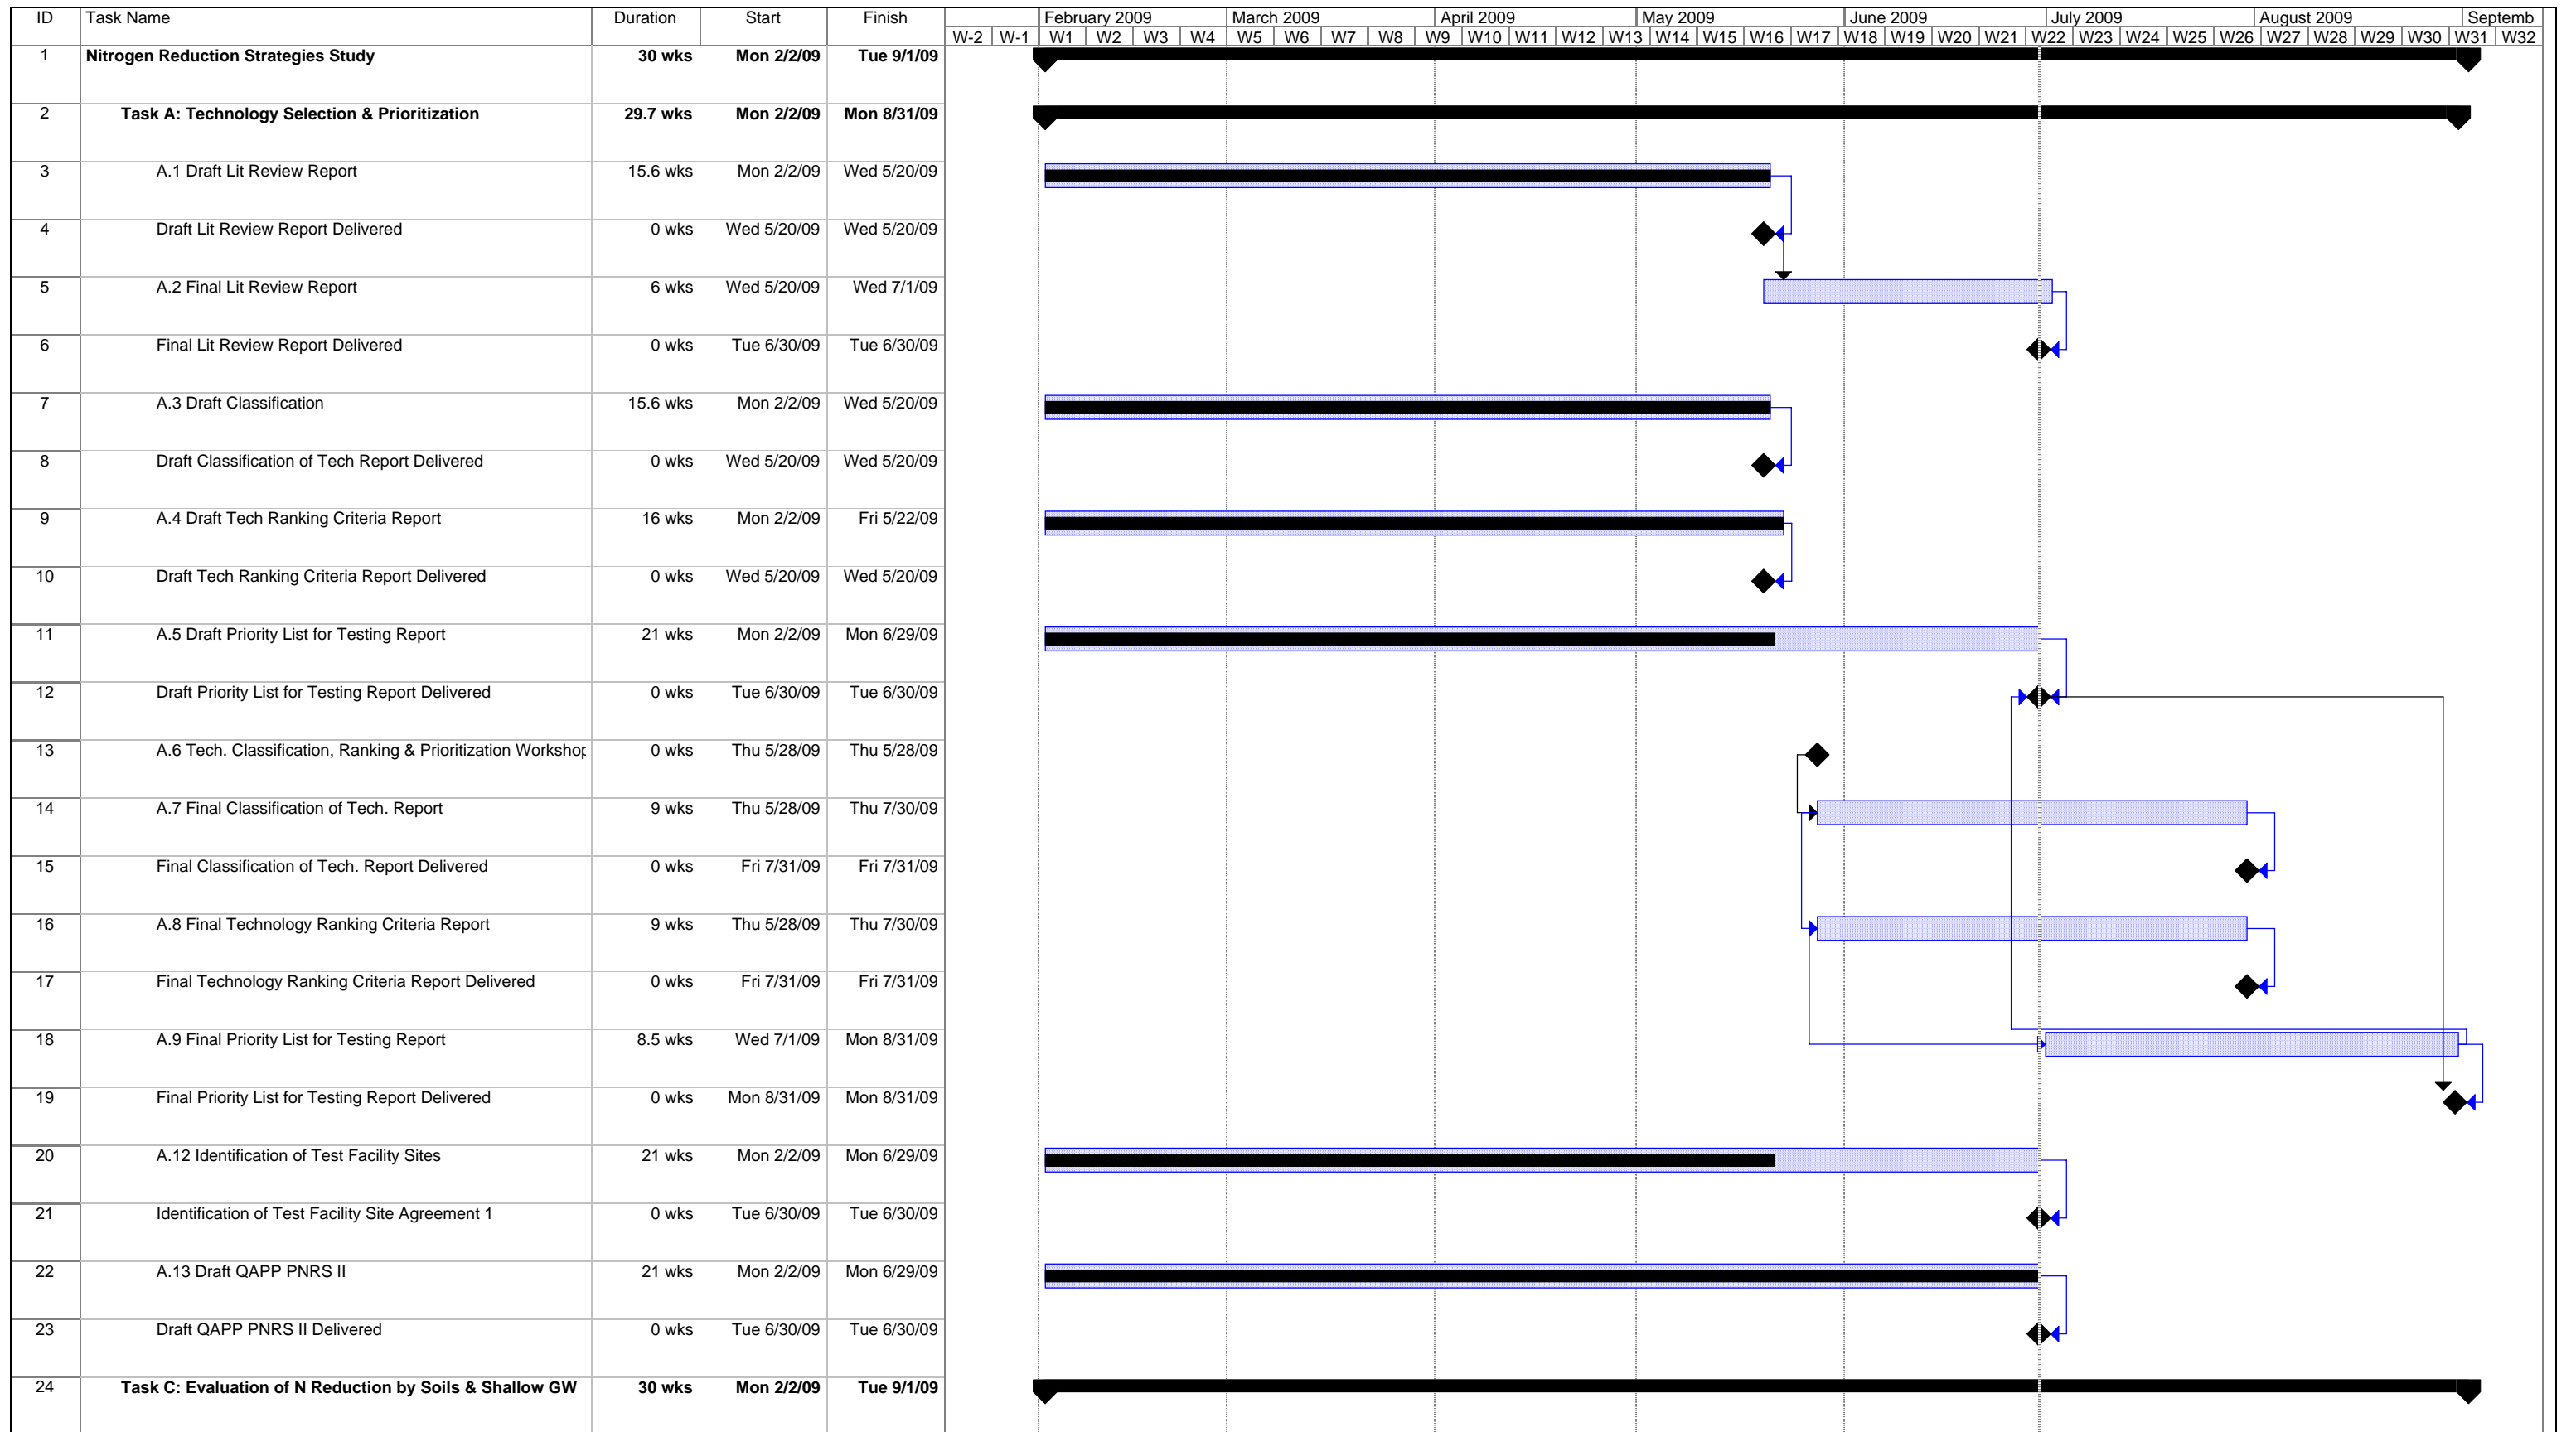 ID Task Name Duration Start Finish February 2009 March 2009 April 2009 May 2009 June 2009 July 2009 August 2009 Septemb
W-2 W-1 W1 W2 W3 W4 W5 W6 W7 W8 W9 W10 W11 W12 W13 W14 W15 W16 W17 W18 W19 W20 W21 W22 W23 W24 W25 W26 W27 W28 W29 W30 W31 W32
1 Nitrogen Reduction Strategies Study 30 wks Mon 2/2/09 Tue 9/1/09
2 Task A: Technology Selection & Prioritization 29.7 wks Mon 2/2/09 Mon 8/31/09
3 A.1 Draft Lit Review Report 15.6 wks Mon 2/2/09 Wed 5/20/09
4 Draft Lit Review Report Delivered 0 wks Wed 5/20/09 Wed 5/20/09
5 A.2 Final Lit Review Report 6 wks Wed 5/20/09 Wed 7/1/09
6 Final Lit Review Report Delivered 0 wks Tue 6/30/09 Tue 6/30/09
7 A.3 Draft Classification 15.6 wks Mon 2/2/09 Wed 5/20/09
8 Draft Classification of Tech Report Delivered 0 wks Wed 5/20/09 Wed 5/20/09
9 A.4 Draft Tech Ranking Criteria Report 16 wks Mon 2/2/09 Fri 5/22/09
10 Draft Tech Ranking Criteria Report Delivered 0 wks Wed 5/20/09 Wed 5/20/09
11 A.5 Draft Priority List for Testing Report 21 wks Mon 2/2/09 Mon 6/29/09
12 Draft Priority List for Testing Report Delivered 0 wks Tue 6/30/09 Tue 6/30/09
13 A.6 Tech. Classification, Ranking & Prioritization Workshop 0 wks Thu 5/28/09 Thu 5/28/09
14 A.7 Final Classification of Tech. Report 9 wks Thu 5/28/09 Thu 7/30/09
15 Final Classification of Tech. Report Delivered 0 wks Fri 7/31/09 Fri 7/31/09
16 A.8 Final Technology Ranking Criteria Report 9 wks Thu 5/28/09 Thu 7/30/09
17 Final Technology Ranking Criteria Report Delivered 0 wks Fri 7/31/09 Fri 7/31/09
18 A.9 Final Priority List for Testing Report 8.5 wks Wed 7/1/09 Mon 8/31/09
19 Final Priority List for Testing Report Delivered 0 wks Mon 8/31/09 Mon 8/31/09
20 A.12 Identification of Test Facility Sites 21 wks Mon 2/2/09 Mon 6/29/09
21 Identification of Test Facility Site Agreement 1 0 wks Tue 6/30/09 Tue 6/30/09
22 A.13 Draft QAPP PNRS II 21 wks Mon 2/2/09 Mon 6/29/09
23 Draft QAPP PNRS II Delivered 0 wks Tue 6/30/09 Tue 6/30/09
24 Task C: Evaluation of N Reduction by Soils & Shallow GW 30 wks Mon 2/2/09 Tue 9/1/09